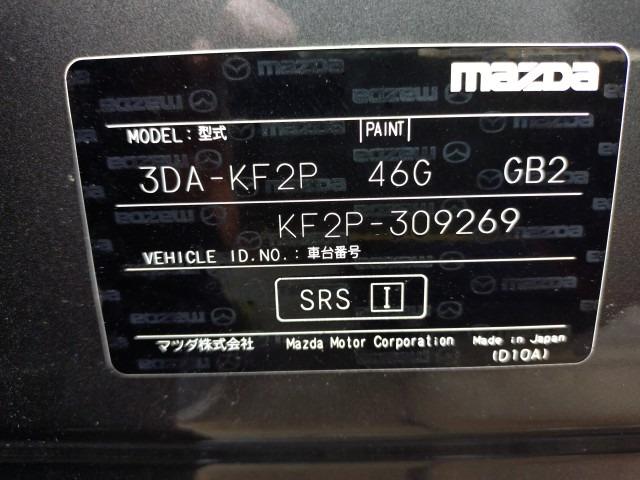 mazda
MODEL: 型式 PAINT
3DA-KF2P 46G GB2
KF2P-309269
VEHICLE ID.NO.: 車台番号
SRS I
マツダ株式会社 Mazda Motor Corporation Made in Japan
(D10A)